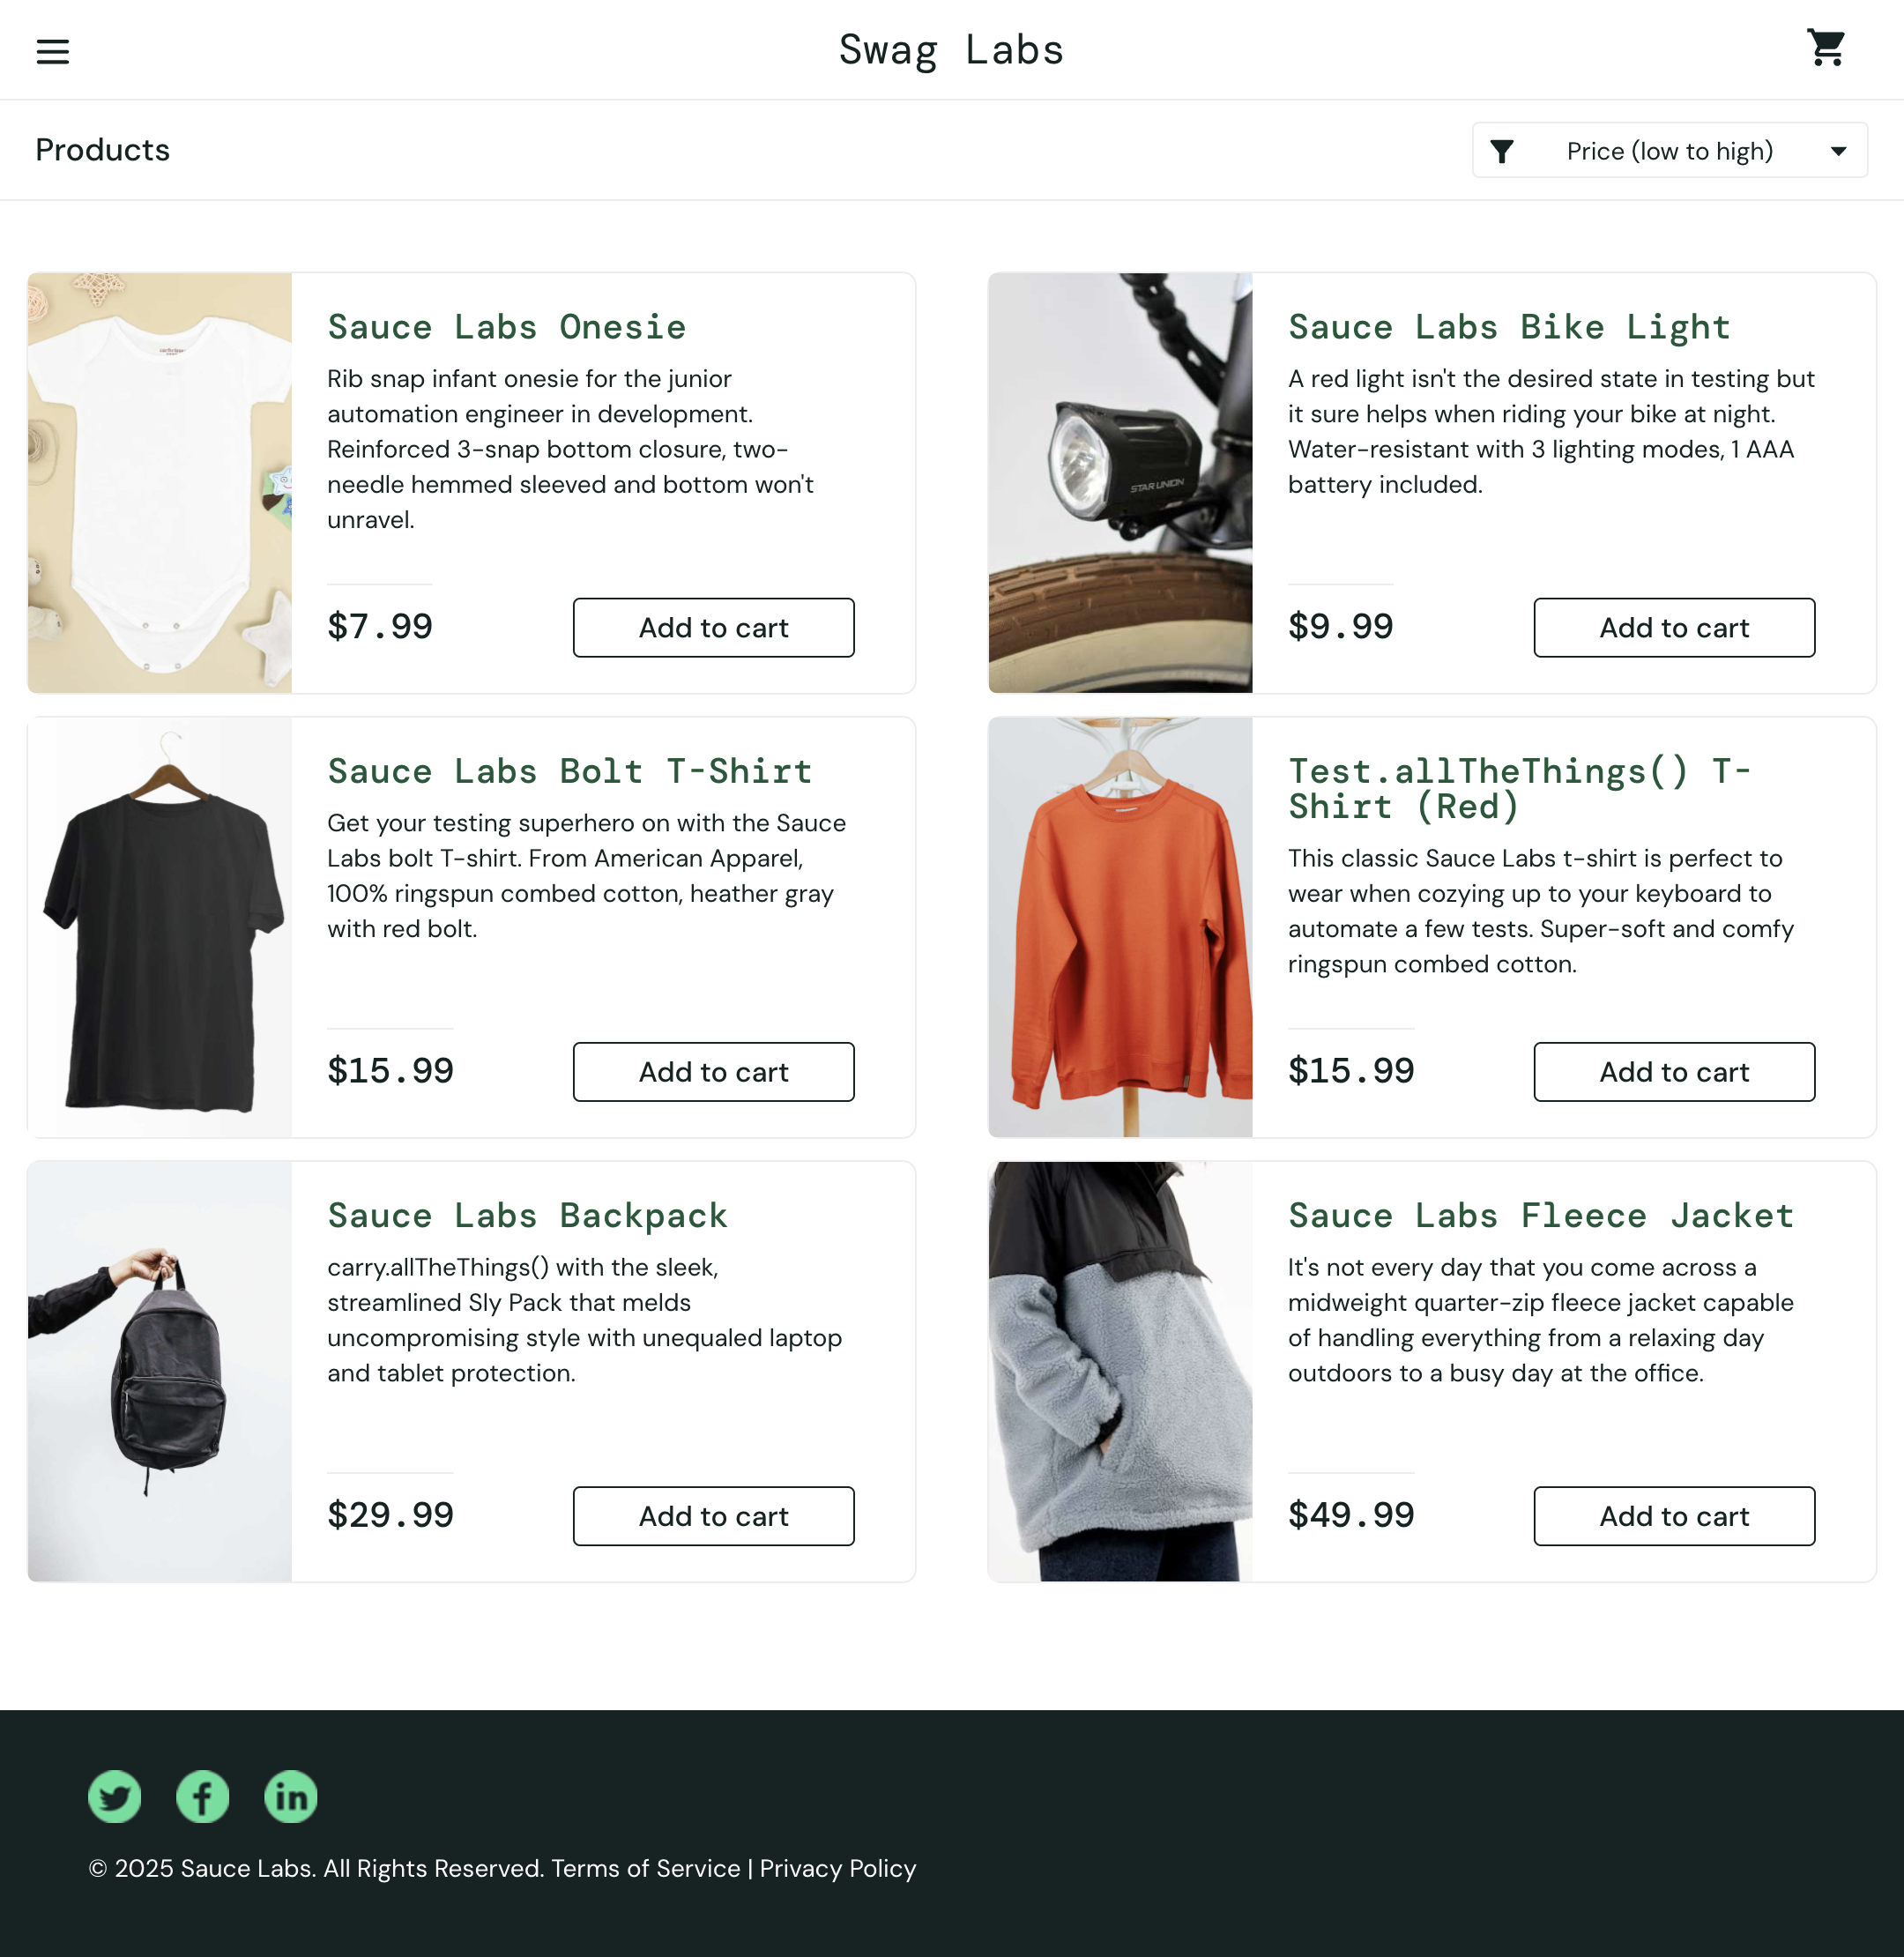 Swag Labs
Products
Price (low to high)
Sauce Labs Onesie
Rib snap infant onesie for the junior
automation engineer in development.
Reinforced 3-snap bottom closure, two-
needle hemmed sleeved and bottom won't
unravel.
$7.99
Add to cart
STAR UNION
Sauce Labs Bike Light
A red light isn't the desired state in testing but
it sure helps when riding your bike at night.
Water-resistant with 3 lighting modes, 1 AAA
battery included.
$9.99
Add to cart
Sauce Labs Bolt T-Shirt
Get your testing superhero on with the Sauce
Labs bolt T-shirt. From American Apparel,
100% ringspun combed cotton, heather gray
with red bolt.
$15.99
Add to cart
Test.allTheThings() T-
Shirt (Red)
This classic Sauce Labs t-shirt is perfect to
wear when cozying up to your keyboard to
automate a few tests. Super-soft and comfy
ringspun combed cotton.
$15.99
Add to cart
Sauce Labs Backpack
carry.allTheThings() with the sleek,
streamlined Sly Pack that melds
uncompromising style with unequaled laptop
and tablet protection.
$29.99
Add to cart
Sauce Labs Fleece Jacket
It's not every day that you come across a
midweight quarter-zip fleece jacket capable
of handling everything from a relaxing day
outdoors to a busy day at the office.
$49.99
Add to cart
© 2025 Sauce Labs. All Rights Reserved. Terms of Service | Privacy Policy